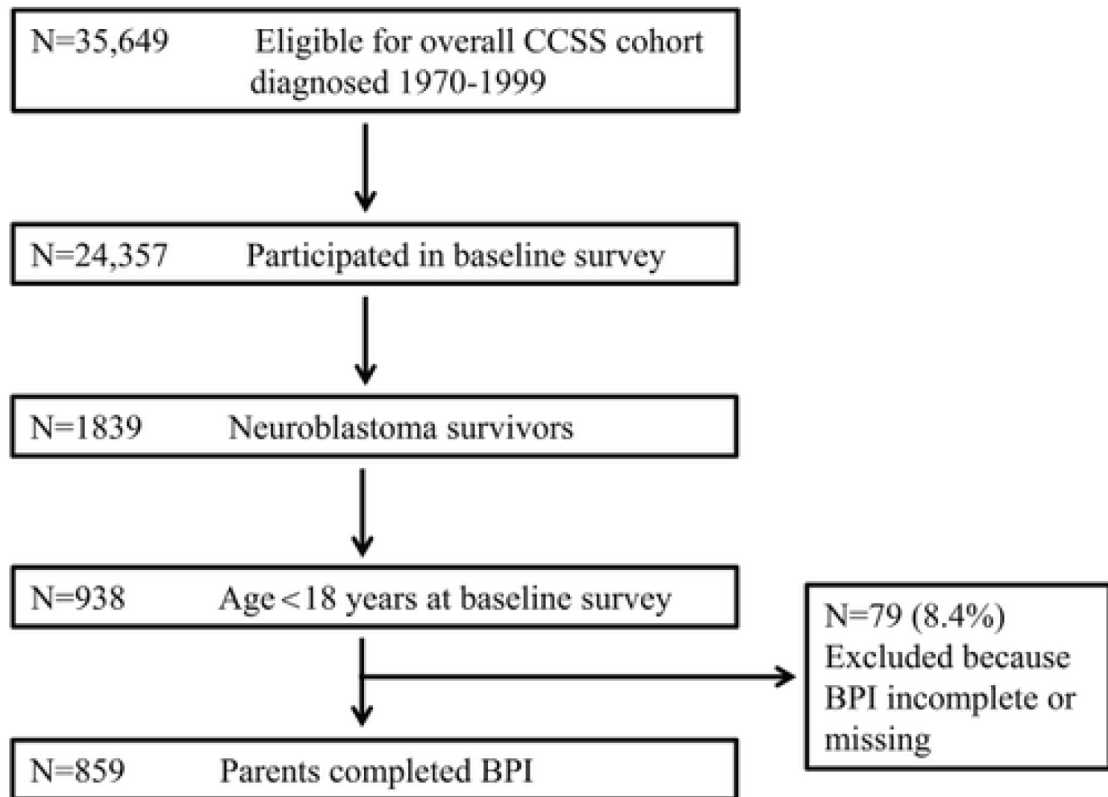 N=35,649 Eligible for overall CCSS cohort
diagnosed 1970-1999
N=24,357 Participated in baseline survey
N=1839 Neuroblastoma survivors
N=938 Age<18 years at baseline survey
N=79 (8.4%)
Excluded because
BPI incomplete or
missing
N=859 Parents completed BPI